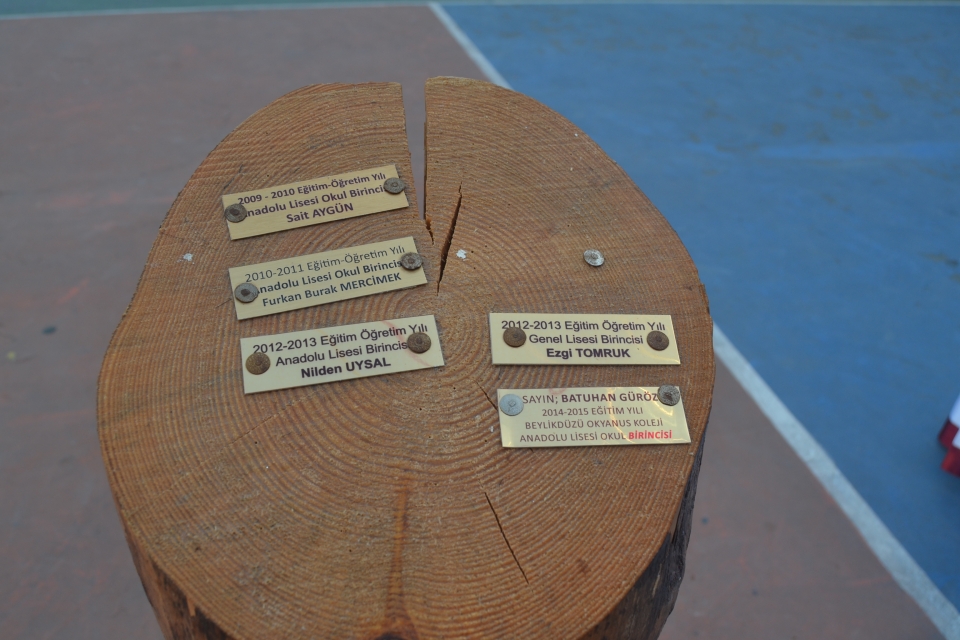 2009 - 2010 Eğitim-Öğretim Yılı
Anadolu Lisesi Okul Birincisi
Sait AYGÜN
2010-2011 Eğitim-Öğretim Yılı
Anadolu Lisesi Okul Birincisi
Furkan Burak MERCİMEK
2012-2013 Eğitim Öğretim Yılı
Anadolu Lisesi Birincisi
Nilden UYSAL
2012-2013 Eğitim Öğretim Yılı
Genel Lisesi Birincisi
Ezgi TOMRUK
SAYIN; BATUHAN GÜRÖZ
2014-2015 EĞİTİM YILI
BEYLİKDÜZÜ OKYANUS KOLEJİ
ANADOLU LİSESİ OKUL BİRİNCİSİ